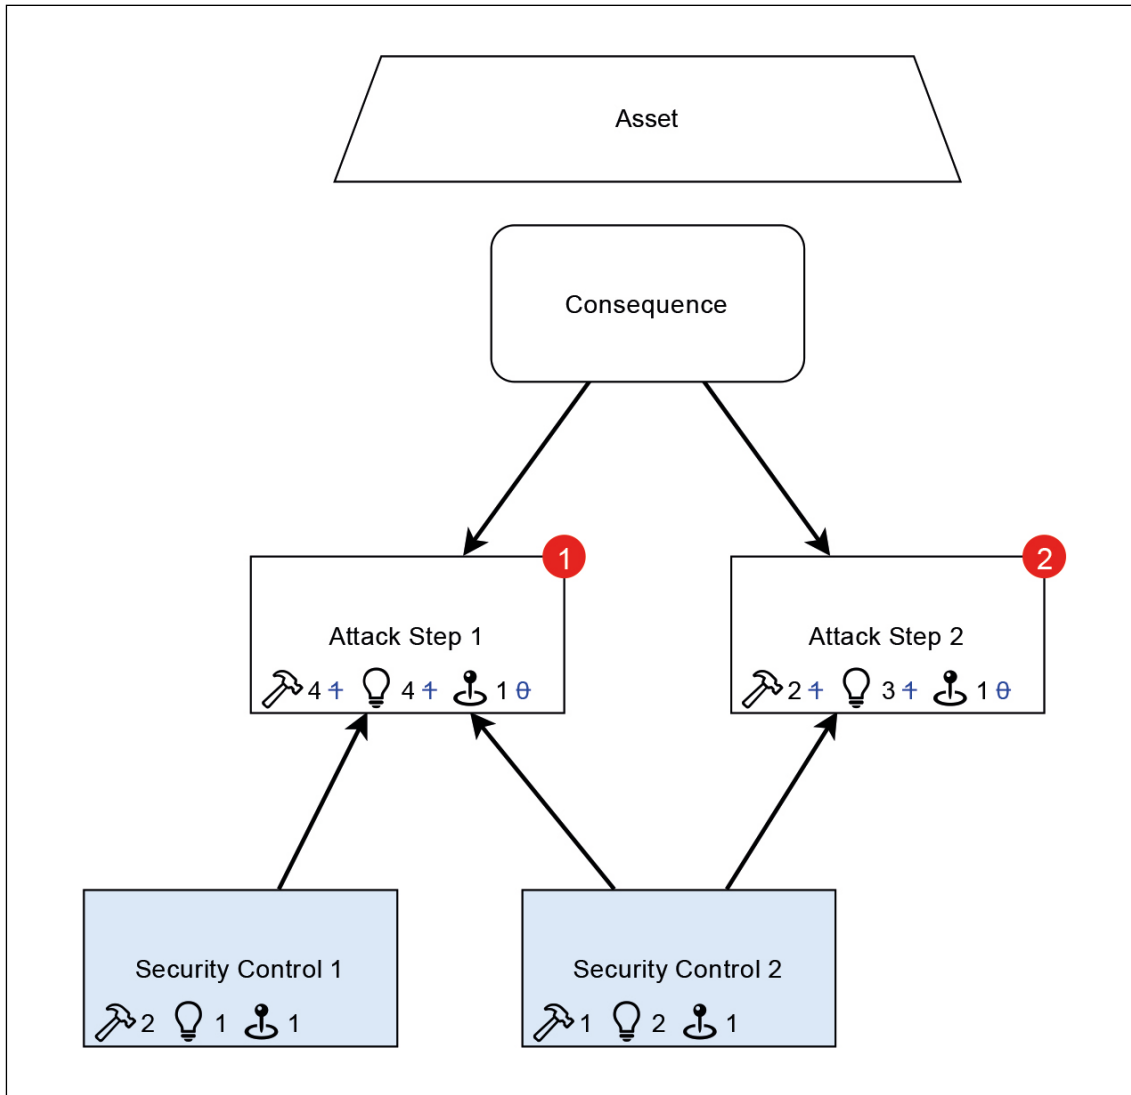 Asset
Consequence
1
2
Attack Step 1
Attack Step 2
4 1 4 1 1 0
2 1 3 1 1 0
Security Control 1
Security Control 2
2 1 1
1 2 1